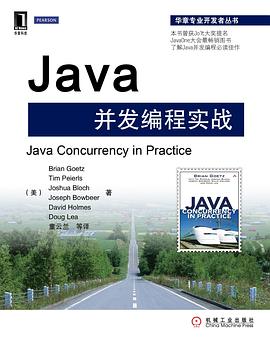 PEARSON
华章专业开发者丛书
本书曾获Jolt大奖提名
JavaOne大会最畅销图书
了解Java并发编程必读佳作
Java
并发编程实战
Java Concurrency in Practice
Brian Goetz
Tim Peierls
Joshua Bloch
(美) Joseph Bowbeer 著
David Holmes
Doug Lea
童云兰 等译
BRIAN GOETZ
JAVA
CONCURRENCY
IN PRACTICE
机械工业出版社
China Machine Press